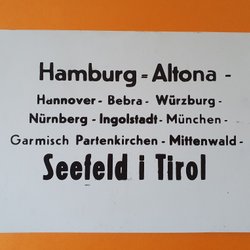 Hamburg - Altona -
Hannover - Bebra - Würzburg -
Nürnberg - Ingolstadt - München -
Garmisch Partenkirchen - Mittenwald -
Seefeld i Tirol